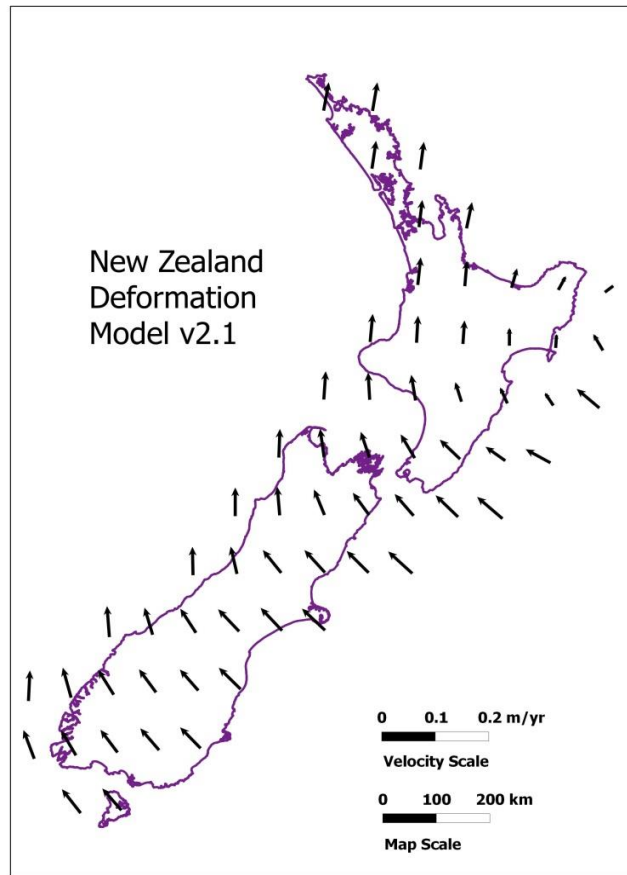 New Zealand
Deformation
Model v2.1
0 0.1 0.2 m/yr
Velocity Scale
0 100 200 km
Map Scale